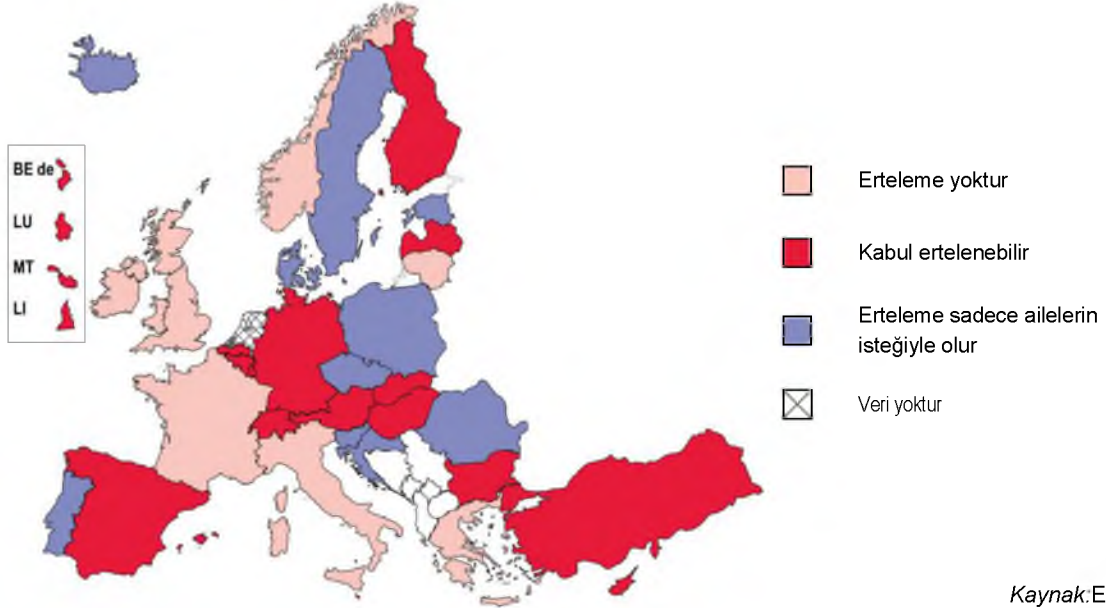 BE de
LU
MT
LI
Erteleme yoktur
Kabul ertelenebilir
Erteleme sadece ailelerin
isteğiyle olur
Veri yoktur
Kaynak:E